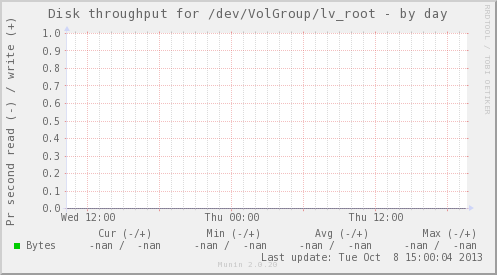 Disk throughput for /dev/VolGroup/lv_root - by day
RRDTOOL / TOBI OETIKER
Pr second read (-) / write (+)
1.0
0.9
0.8
0.7
0.6
0.5
0.4
0.3
0.2
0.1
0.0
Wed 12:00 Thu 00:00 Thu 12:00
Cur (-/+) Min (-/+) Avg (-/+) Max (-/+)
Bytes -nan / -nan -nan / -nan -nan / -nan -nan / -nan
Last update: Tue Oct  8 15:00:04 2013
Munin 2.0.20